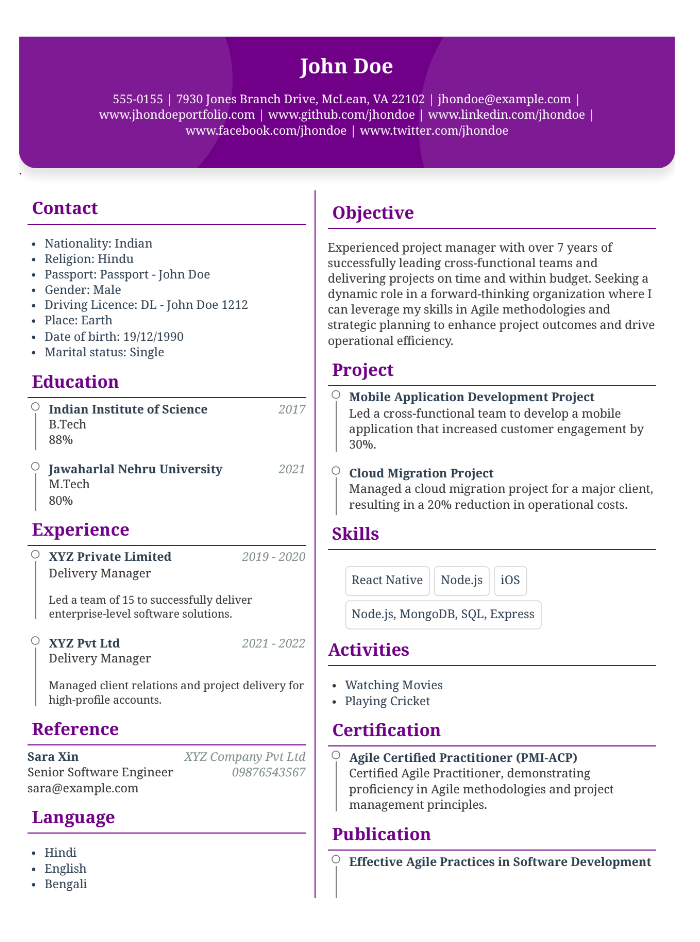 John Doe
555-0155 | 7930 Jones Branch Drive, McLean, VA 22102 | jhondoe@example.com |
www.jhondoeportfolio.com | www.github.com/jhondoe | www.linkedin.com/jhondoe |
www.facebook.com/jhondoe | www.twitter.com/jhondoe
.
Contact
• Nationality: Indian
• Religion: Hindu
• Passport: Passport - John Doe
• Gender: Male
• Driving Licence: DL - John Doe 1212
• Place: Earth
• Date of birth: 19/12/1990
• Marital status: Single
Education
Indian Institute of Science 2017
B.Tech
88%
Jawaharlal Nehru University 2021
M.Tech
80%
Experience
XYZ Private Limited 2019 - 2020
Delivery Manager
Led a team of 15 to successfully deliver
enterprise-level software solutions.
XYZ Pvt Ltd 2021 - 2022
Delivery Manager
Managed client relations and project delivery for
high-profile accounts.
Reference
Sara Xin XYZ Company Pvt Ltd
Senior Software Engineer 09876543567
sara@example.com
Language
• Hindi
• English
• Bengali
Objective
Experienced project manager with over 7 years of
successfully leading cross-functional teams and
delivering projects on time and within budget. Seeking a
dynamic role in a forward-thinking organization where I
can leverage my skills in Agile methodologies and
strategic planning to enhance project outcomes and drive
operational efficiency.
Project
Mobile Application Development Project
Led a cross-functional team to develop a mobile
application that increased customer engagement by
30%.
Cloud Migration Project
Managed a cloud migration project for a major client,
resulting in a 20% reduction in operational costs.
Skills
React Native Node.js iOS
Node.js, MongoDB, SQL, Express
Activities
• Watching Movies
• Playing Cricket
Certification
Agile Certified Practitioner (PMI-ACP)
Certified Agile Practitioner, demonstrating
proficiency in Agile methodologies and project
management principles.
Publication
Effective Agile Practices in Software Development